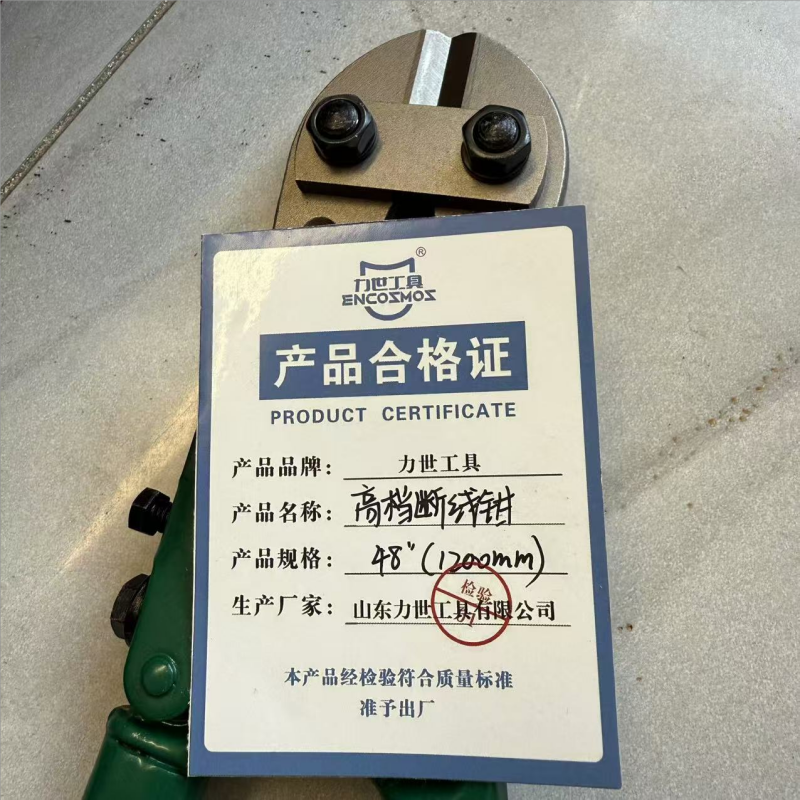 ®
力世工具
ENCOSMOS
产品合格证
PRODUCT CERTIFICATE
产品品牌： 力世工具
产品名称： 高档断线钳
产品规格： 48"(1200mm)
生产厂家： 山东力世工具有限公司
检验
01
本产品经检验符合质量标准
准予出厂